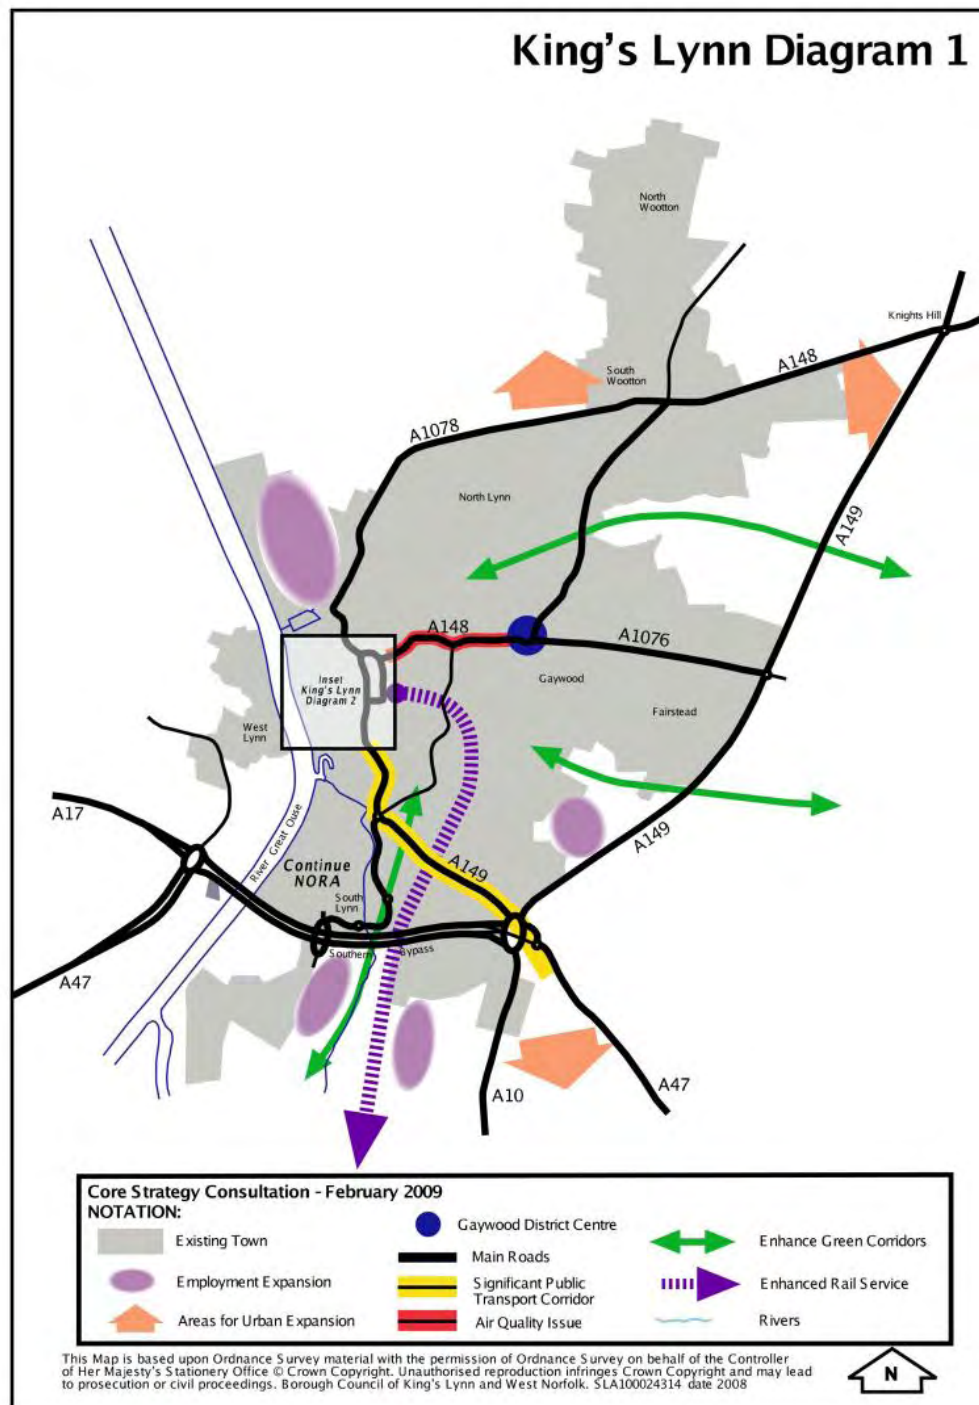 King's Lynn Diagram 1
North
Wootton
Knights Hill
A148
South
Wootton
A1078
North Lynn
A149
A148
A1076
Inset
King's Lynn
Diagram 2
Gaywood
Fairstead
West
Lynn
A17
River Great Ouse
A149
A149
Continue
NORA
South
Lynn
Southern Bypass
A47
A10
A47
Core Strategy Consultation - February 2009
NOTATION:
Existing Town
Employment Expansion
Areas for Urban Expansion
Gaywood District Centre
Main Roads
Significant Public
Transport Corridor
Air Quality Issue
Enhance Green Corridors
Enhanced Rail Service
Rivers
This Map is based upon Ordnance Survey material with the permission of Ordnance Survey on behalf of the Controller
of Her Majesty's Stationery Office © Crown Copyright. Unauthorised reproduction infringes Crown Copyright and may lead
to prosecution or civil proceedings. Borough Council of King's Lynn and West Norfolk. SLA100024314 date 2008
N